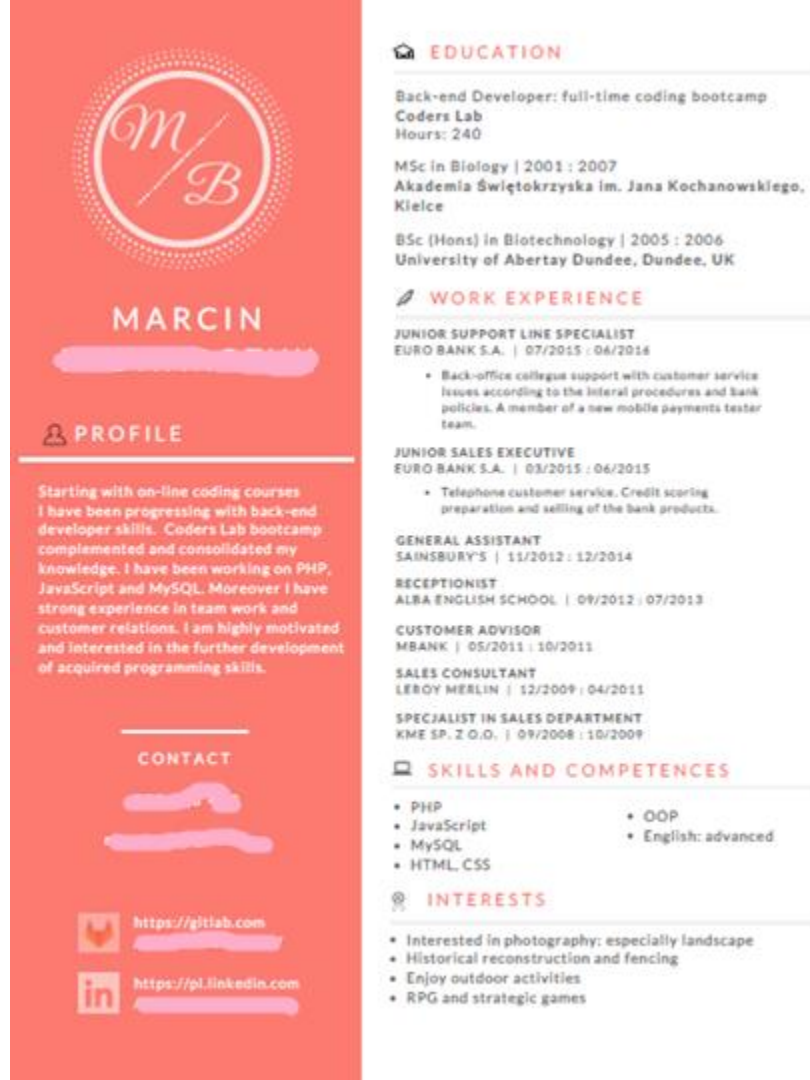 M
B
MARCIN
PROFILE
Starting with on-line coding courses
I have been progressing with back-end
developer skills. Coders Lab bootcamp
complemented and consolidated my
knowledge. I have been working on PHP,
JavaScript and MySQL. Moreover I have
strong experience in team work and
customer relations. I am highly motivated
and interested in the further development
of acquired programming skills.
CONTACT
https://gitlab.com
in
https://pl.linkedin.com
EDUCATION
Back-end Developer: full-time coding bootcamp
Coders Lab
Hours: 240
MSc in Biology | 2001 : 2007
Akademia Świętokrzyska im. Jana Kochanowskiego,
Kielce
BSc (Hons) in Biotechnology | 2005 : 2006
University of Abertay Dundee, Dundee, UK
WORK EXPERIENCE
JUNIOR SUPPORT LINE SPECIALIST
EURO BANK S.A. | 07/2015 : 06/2016
• Back-office collegue support with customer service
issues according to the interal procedures and bank
policies. A member of a new mobile payments tester
team.
JUNIOR SALES EXECUTIVE
EURO BANK S.A. | 03/2015 : 06/2015
• Telephone customer service. Credit scoring
preparation and selling of the bank products.
GENERAL ASSISTANT
SAINSBURY'S | 11/2012 : 12/2014
RECEPTIONIST
ALBA ENGLISH SCHOOL | 09/2012 : 07/2013
CUSTOMER ADVISOR
MBANK | 05/2011 : 10/2011
SALES CONSULTANT
LEROY MERLIN | 12/2009 : 04/2011
SPECJALIST IN SALES DEPARTMENT
KME SP. Z O.O. | 09/2008 : 10/2009
SKILLS AND COMPETENCES
• PHP
• JavaScript
• MySQL
• HTML, CSS
• OOP
• English: advanced
INTERESTS
• Interested in photography: especially landscape
• Historical reconstruction and fencing
• Enjoy outdoor activities
• RPG and strategic games